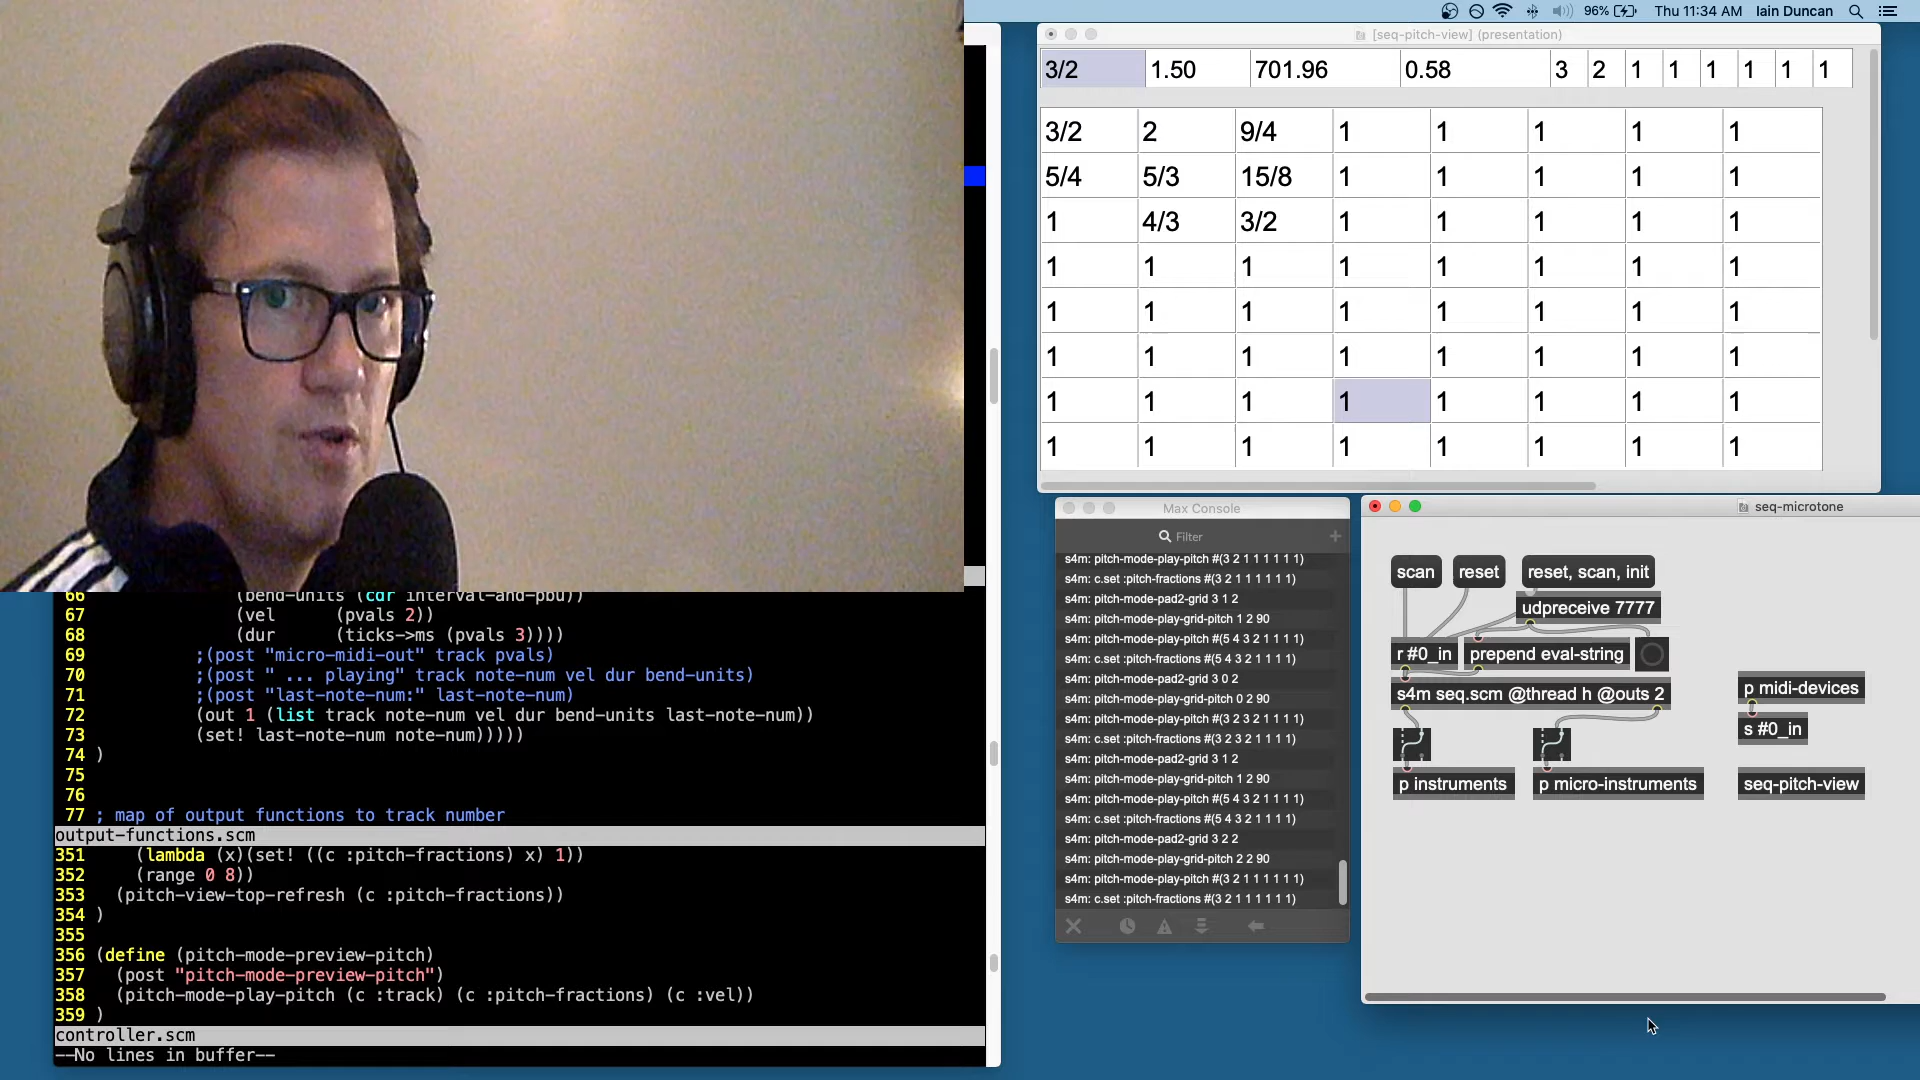 96%
Thu 11:34 AM
Iain Duncan
[seq-pitch-view] (presentation)
3/2 1.50 701.96 0.58 3 2 1 1 1 1 1 1
3/2 2 9/4 1 1 1 1 1
5/4 5/3 15/8 1 1 1 1 1
1 4/3 3/2 1 1 1 1 1
1 1 1 1 1 1 1 1
1 1 1 1 1 1 1 1
1 1 1 1 1 1 1 1
1 1 1 1 1 1 1 1
1 1 1 1 1 1 1 1
Max Console
Filter
s4m: pitch-mode-play-pitch #(3 2 1 1 1 1 1 1)
s4m: c.set :pitch-fractions #(3 2 1 1 1 1 1 1)
s4m: pitch-mode-pad2-grid 3 1 2
s4m: pitch-mode-play-grid-pitch 1 2 90
s4m: pitch-mode-play-pitch #(5 4 3 2 1 1 1 1)
s4m: c.set :pitch-fractions #(5 4 3 2 1 1 1 1)
s4m: pitch-mode-pad2-grid 3 0 2
s4m: pitch-mode-play-grid-pitch 0 2 90
s4m: pitch-mode-play-pitch #(3 2 3 2 1 1 1 1)
s4m: c.set :pitch-fractions #(3 2 3 2 1 1 1 1)
s4m: pitch-mode-pad2-grid 3 1 2
s4m: pitch-mode-play-grid-pitch 1 2 90
s4m: pitch-mode-play-pitch #(5 4 3 2 1 1 1 1)
s4m: c.set :pitch-fractions #(5 4 3 2 1 1 1 1)
s4m: pitch-mode-pad2-grid 3 2 2
s4m: pitch-mode-play-grid-pitch 2 2 90
s4m: pitch-mode-play-pitch #(3 2 1 1 1 1 1 1)
s4m: c.set :pitch-fractions #(3 2 1 1 1 1 1 1)
seq-microtone
scan
reset
reset, scan, init
udpreceive 7777
r #0_in
prepend eval-string
s4m seq.scm @thread h @outs 2
p midi-devices
s #0_in
p instruments
p micro-instruments
seq-pitch-view
66 (bend-units (cdr interval-and-pbu))
67 (vel (pvals 2))
68 (dur (ticks->ms (pvals 3))))
69 ;(post "micro-midi-out" track pvals)
70 ;(post " ... playing" track note-num vel dur bend-units)
71 ;(post "last-note-num:" last-note-num)
72 (out 1 (list track note-num vel dur bend-units last-note-num))
73 (set! last-note-num note-num)))))
74 )
75
76
77 ; map of output functions to track number
output-functions.scm
351 (lambda (x)(set! ((c :pitch-fractions) x) 1))
352 (range 0 8))
353 (pitch-view-top-refresh (c :pitch-fractions))
354 )
355
356 (define (pitch-mode-preview-pitch)
357 (post "pitch-mode-preview-pitch")
358 (pitch-mode-play-pitch (c :track) (c :pitch-fractions) (c :vel))
359 )
controller.scm
--No lines in buffer--